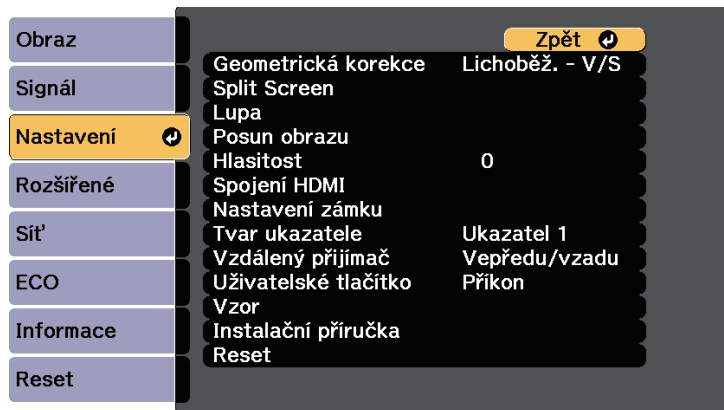 Obraz
Signál
Nastavení
Rozšířené
Síť
ECO
Informace
Reset
Zpět
Geometrická korekce Lichoběž. - V/S
Split Screen
Lupa
Posun obrazu
Hlasitost 0
Spojení HDMI
Nastavení zámku
Tvar ukazatele Ukazatel 1
Vzdálený přijímač Vepředu/vzadu
Uživatelské tlačítko Příkon
Vzor
Instalační příručka
Reset